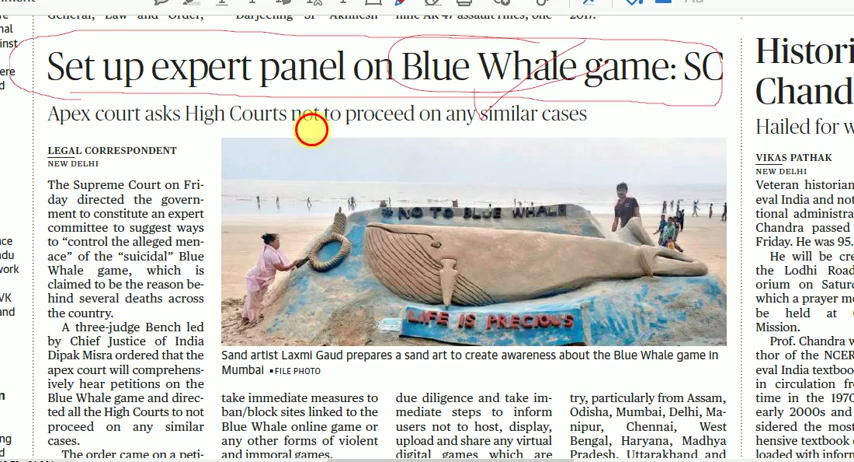 General, Law and Order,
Darjeeling SP Akhilesh
2017.
Set up expert panel on Blue Whale game: SC
Apex court asks High Courts not to proceed on any similar cases
LEGAL CORRESPONDENT
NEW DELHI
The Supreme Court on Fri-
day directed the govern-
ment to constitute an expert
committee to suggest ways
to “control the alleged men-
ace” of the “suicidal” Blue
Whale game, which is
claimed to be the reason be-
hind several deaths across
the country.
A three-judge Bench led
by Chief Justice of India
Dipak Misra ordered that the
apex court will comprehens-
ively hear petitions on the
Blue Whale game and direc-
ted all the High Courts to not
proceed on any similar
cases.
The order came on a peti-
#NO TO BLUE WHALE
LIFE IS PRECIOUS
Sand artist Laxmi Gaud prepares a sand art to create awareness about the Blue Whale game in
Mumbai ▪FILE PHOTO
take immediate measures to
ban/block sites linked to the
Blue Whale online game or
any other forms of violent
and immoral games.
due diligence and take im-
mediate steps to inform
users not to host, display,
upload and share any virtual
digital games which are
try, particularly from Assam,
Odisha, Mumbai, Delhi, Ma-
nipur, Chennai, West
Bengal, Haryana, Madhya
Pradesh, Uttarakhand and
Histori
Chand
Hailed for w
VIKAS PATHAK
NEW DELHI
Veteran historian
eval India and not
tional administra
Chandra passed
Friday. He was 95.
He will be cre
the Lodhi Road
orium on Satur
which a prayer me
be held at
Mission.
Prof. Chandra w
thor of the NCER
eval India textboo
in circulation fr
time in the 1970
early 2000s and
sidered the most
hensive textbook
loaded with inform